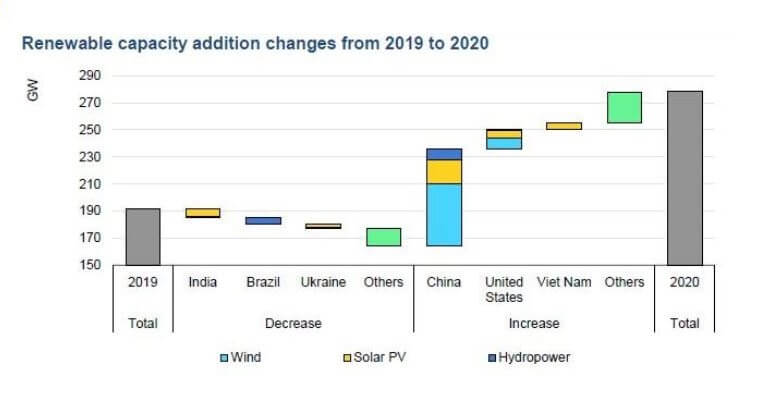 Renewable capacity addition changes from 2019 to 2020
GW
290
270
250
230
210
190
170
150
2019 India Brazil Ukraine Others China United States Viet Nam Others 2020
Total Decrease Increase Total
Wind Solar PV Hydropower